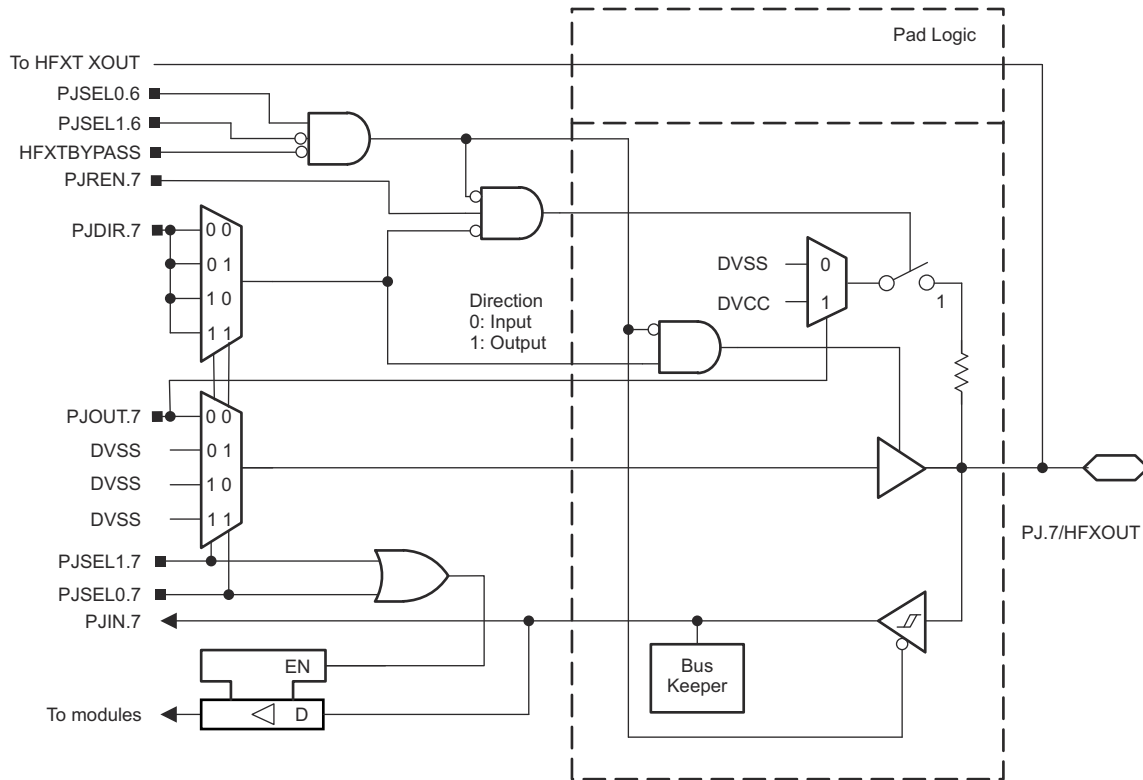 Pad Logic
To HFXT XOUT
PJSEL0.6
PJSEL1.6
HFXTBYPASS
PJREN.7
PJDIR.7
0 0
0 1
1 0
1 1
Direction
0: Input
1: Output
DVSS
0
DVCC
1
1
PJOUT.7
0 0
DVSS
0 1
DVSS
1 0
DVSS
1 1
PJ.7/HFXOUT
PJSEL1.7
PJSEL0.7
PJIN.7
EN
Bus
Keeper
To modules
D